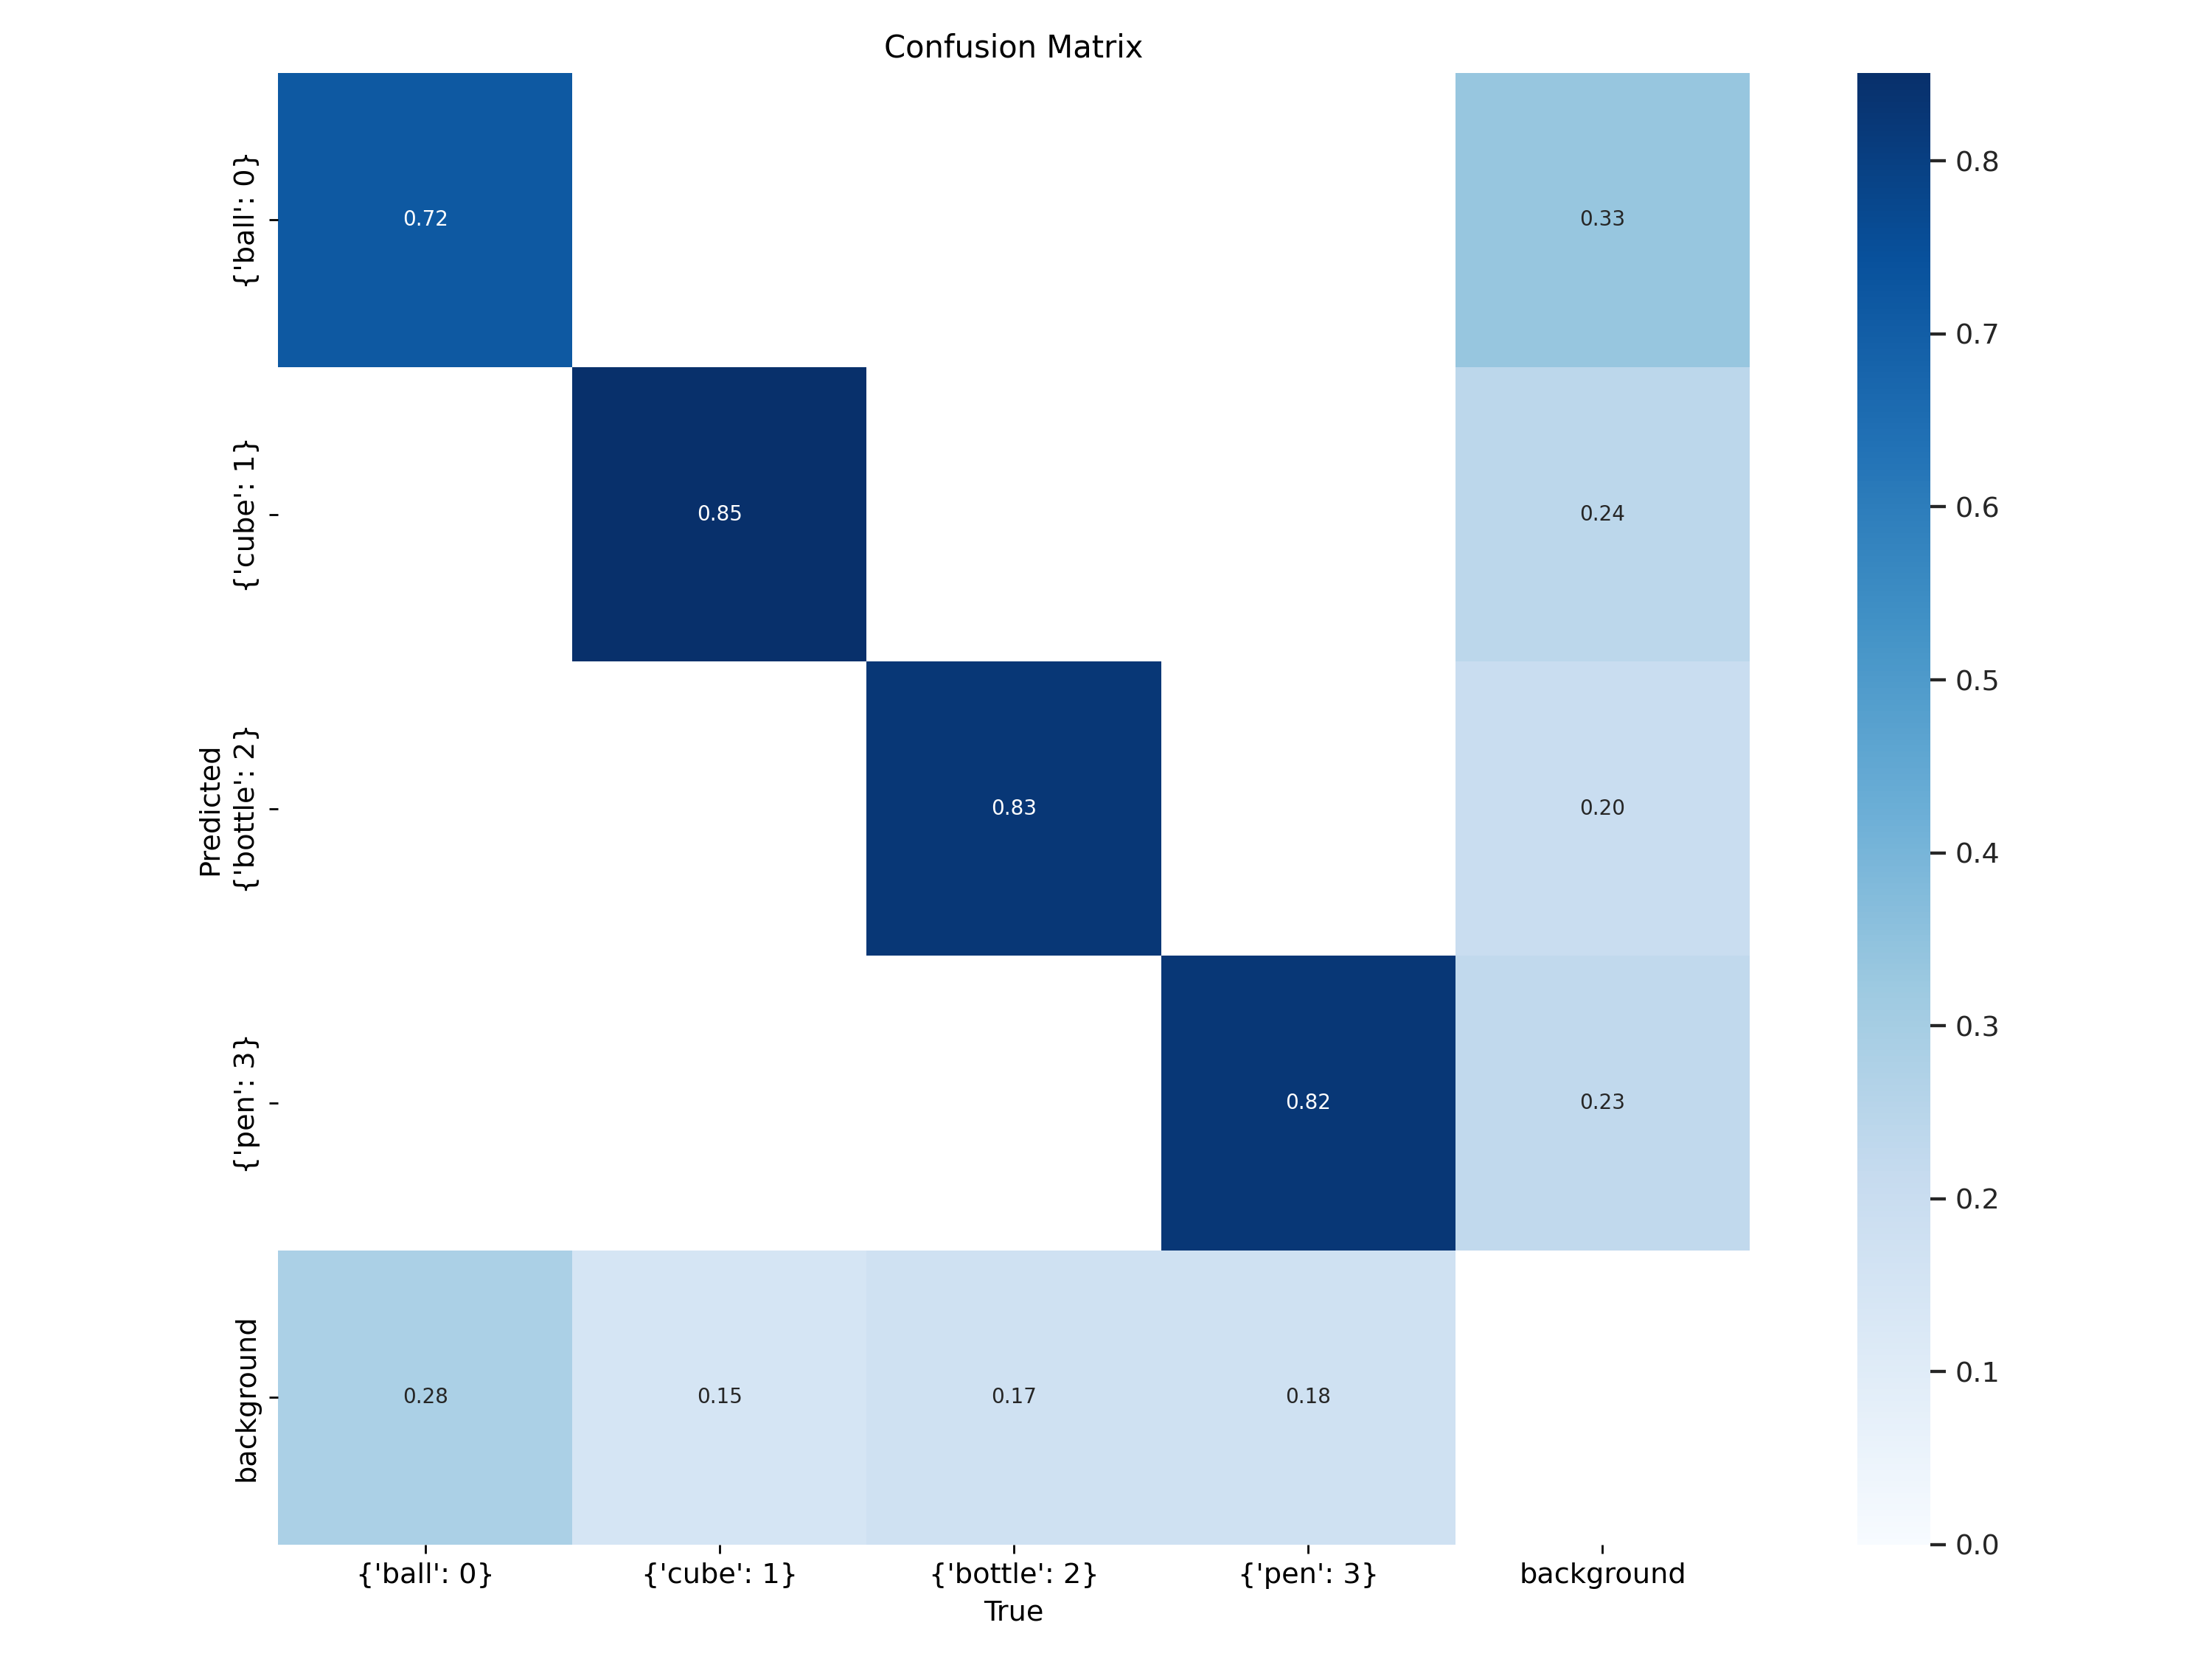 Confusion Matrix
{'ball': 0}
0.72
0.33
{'cube': 1}
0.85
0.24
Predicted
{'bottle': 2}
0.83
0.20
{'pen': 3}
0.82
0.23
background
0.28
0.15
0.17
0.18
{'ball': 0}
{'cube': 1}
{'bottle': 2}
{'pen': 3}
background
True
0.8
0.7
0.6
0.5
0.4
0.3
0.2
0.1
0.0